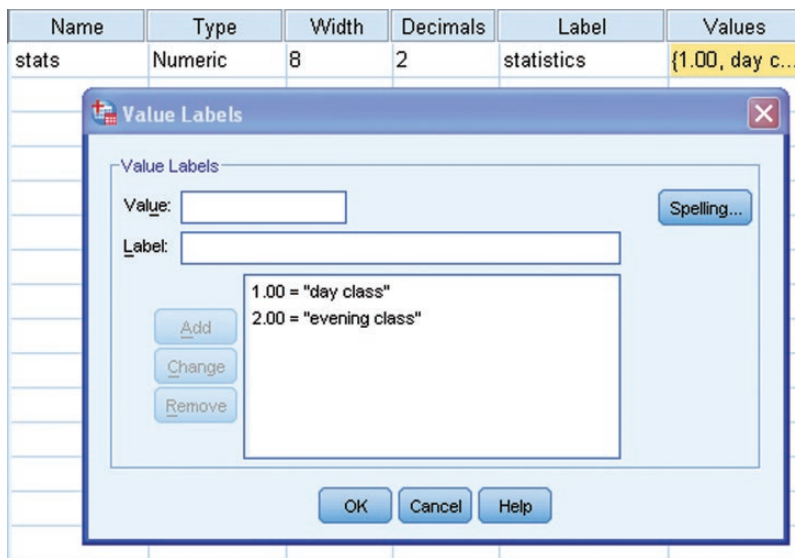 Name Type Width Decimals Label Values
stats Numeric 8 2 statistics {1.00, day c...
Value Labels
Value Labels
Value:
Spelling...
Label:
1.00 = "day class"
2.00 = "evening class"
Add
Change
Remove
OK Cancel Help